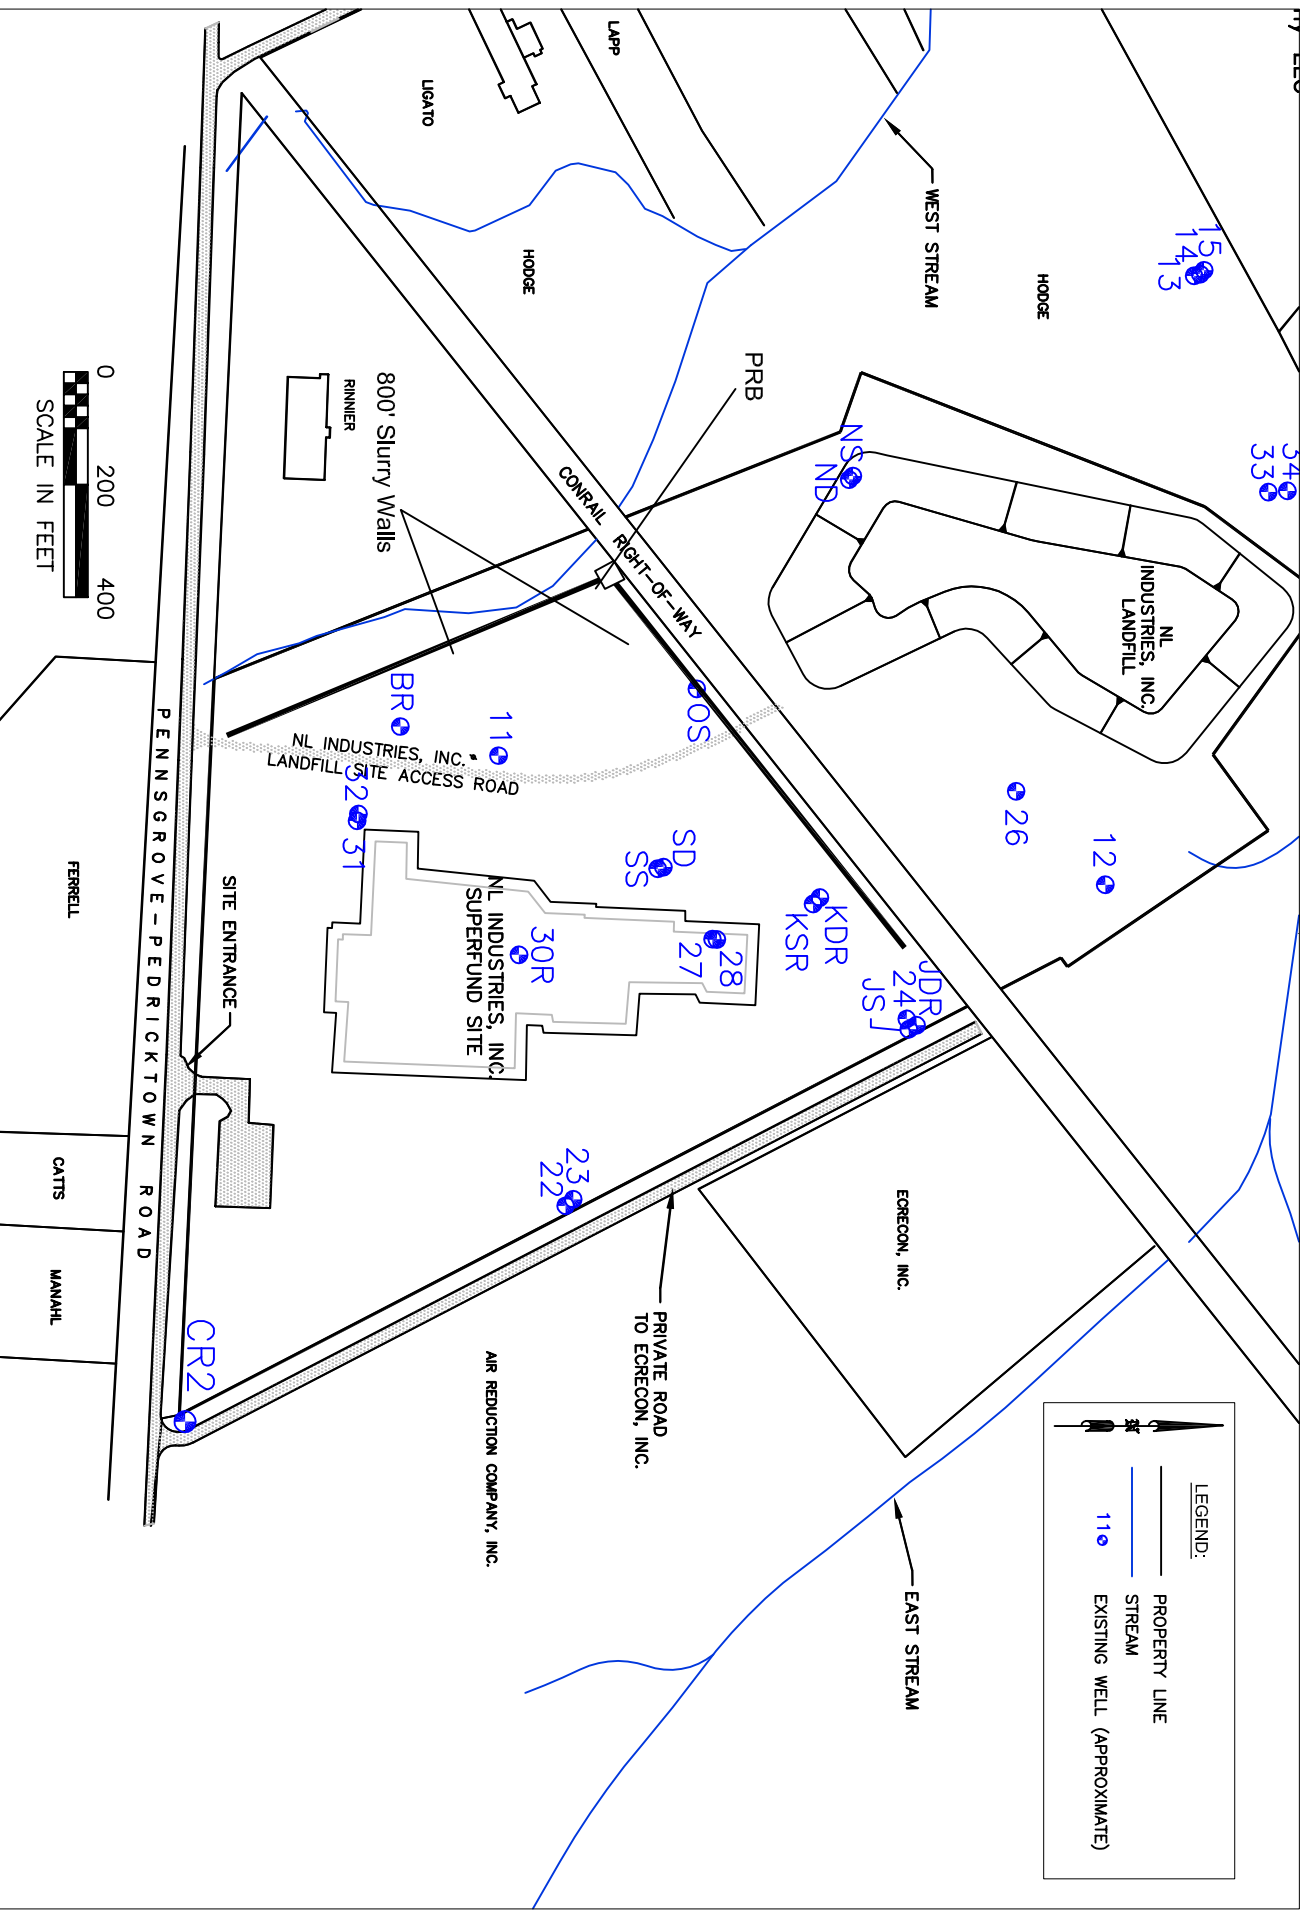 WEST STREAM
LAPP
LIGATO
HODGE
HODGE
15
14
13
34
33
PRB
NS
ND
NL
INDUSTRIES, INC.
LANDFILL
RINNIER
800' Slurry Walls
CONRAIL RIGHT-OF-WAY
OS
26
12
BR
11
NL INDUSTRIES, INC.
LANDFILL SITE ACCESS ROAD
32
31
SD
SS
KDR
KSR
JDR
24
JS
28
27
30R
NL INDUSTRIES, INC.
SUPERFUND SITE
SITE ENTRANCE
23
22
CR2
ECRECON, INC.
PRIVATE ROAD
TO ECRECON, INC.
AIR REDUCTION COMPANY, INC.
EAST STREAM
PENNSGROVE-PEDRICKTOWN ROAD
FERRELL
CATTS
MANAHL
0 200 400
SCALE IN FEET
LEGEND:
PROPERTY LINE
STREAM
11 EXISTING WELL (APPROXIMATE)